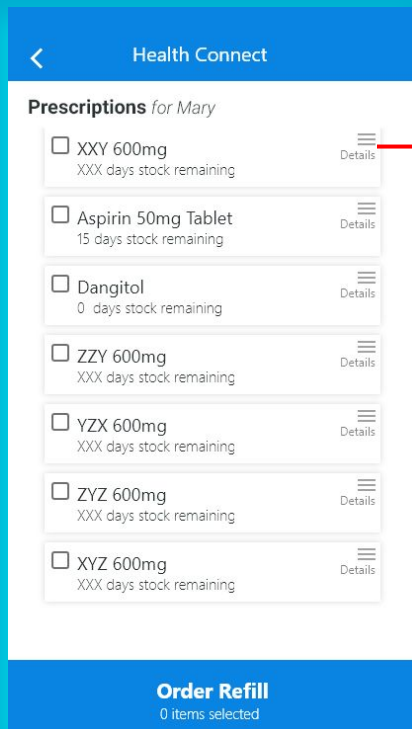 Health Connect
Prescriptions for Mary
XXY 600mg
Details
XXX days stock remaining
Aspirin 50mg Tablet
Details
15 days stock remaining
Dangitol
Details
0 days stock remaining
ZZY 600mg
Details
XXX days stock remaining
YZX 600mg
Details
XXX days stock remaining
ZYZ 600mg
Details
XXX days stock remaining
XYZ 600mg
Details
XXX days stock remaining
Order Refill
0 items selected